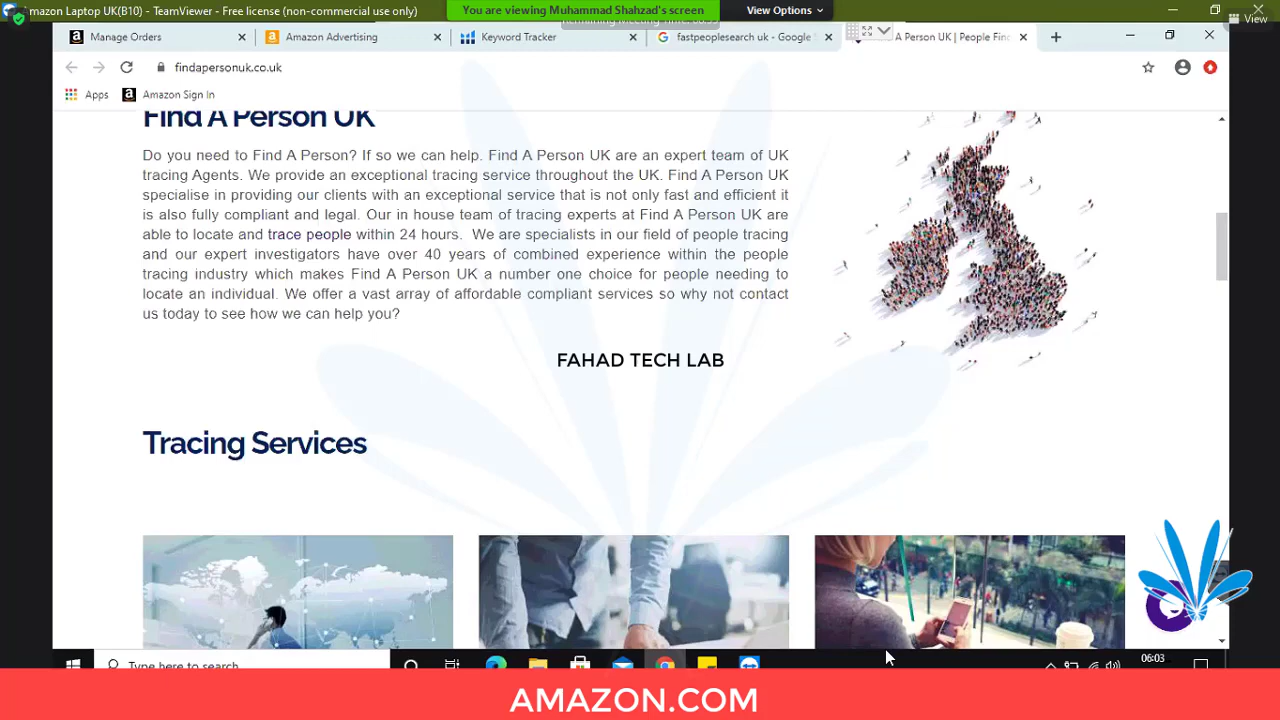 mazon Laptop UK(B10) - TeamViewer - Free license (non-commercial use only)
You are viewing Muhammad Shahzad's screen
View Options
View
Manage Orders
Amazon Advertising
Keyword Tracker
fastpeoplesearch uk - Google
A Person UK | People Fin
findapersonuk.co.uk
Apps
Amazon Sign In
Find A Person UK
Do you need to Find A Person? If so we can help. Find A Person UK are an expert team of UK
tracing Agents. We provide an exceptional tracing service throughout the UK. Find A Person UK
specialise in providing our clients with an exceptional service that is not only fast and efficient it
is also fully compliant and legal. Our in house team of tracing experts at Find A Person UK are
able to locate and trace people within 24 hours. We are specialists in our field of people tracing
and our expert investigators have over 40 years of combined experience within the people
tracing industry which makes Find A Person UK a number one choice for people needing to
locate an individual. We offer a vast array of affordable compliant services so why not contact
us today to see how we can help you?
FAHAD TECH LAB
Tracing Services
Type here to search
06:03
AMAZON.COM